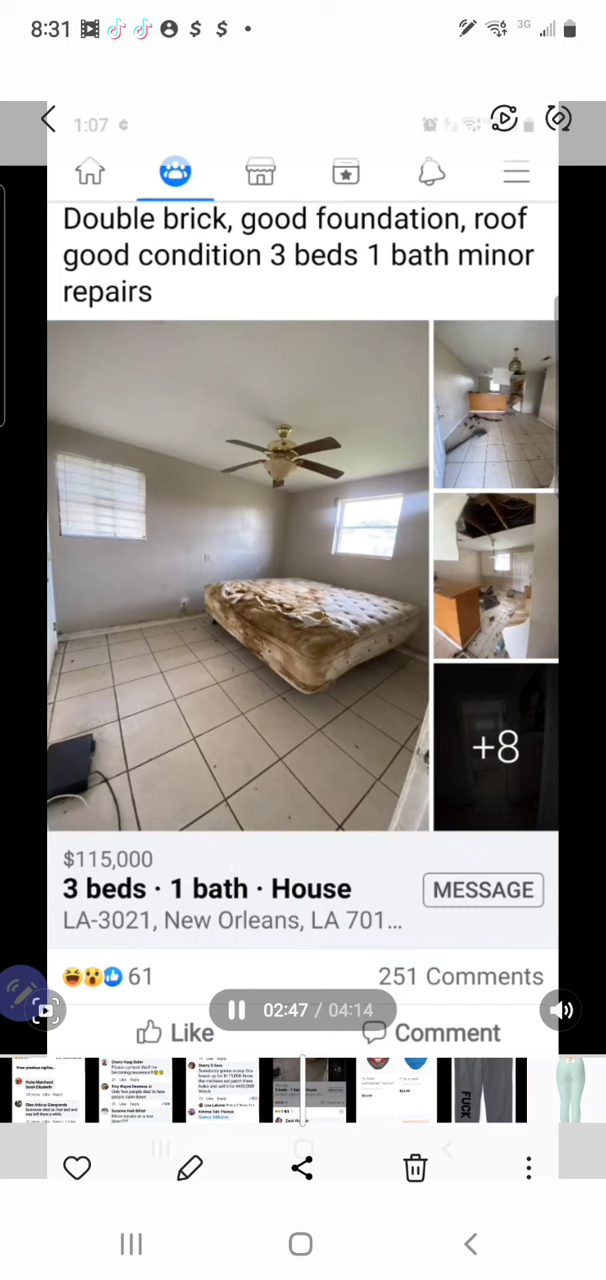 8:31
3G
1:07
Double brick, good foundation, roof
good condition 3 beds 1 bath minor
repairs
+8
$115,000
3 beds · 1 bath · House
MESSAGE
LA-3021, New Orleans, LA 701...
61
251 Comments
02:47 / 04:14
Like
Comment
FUCK